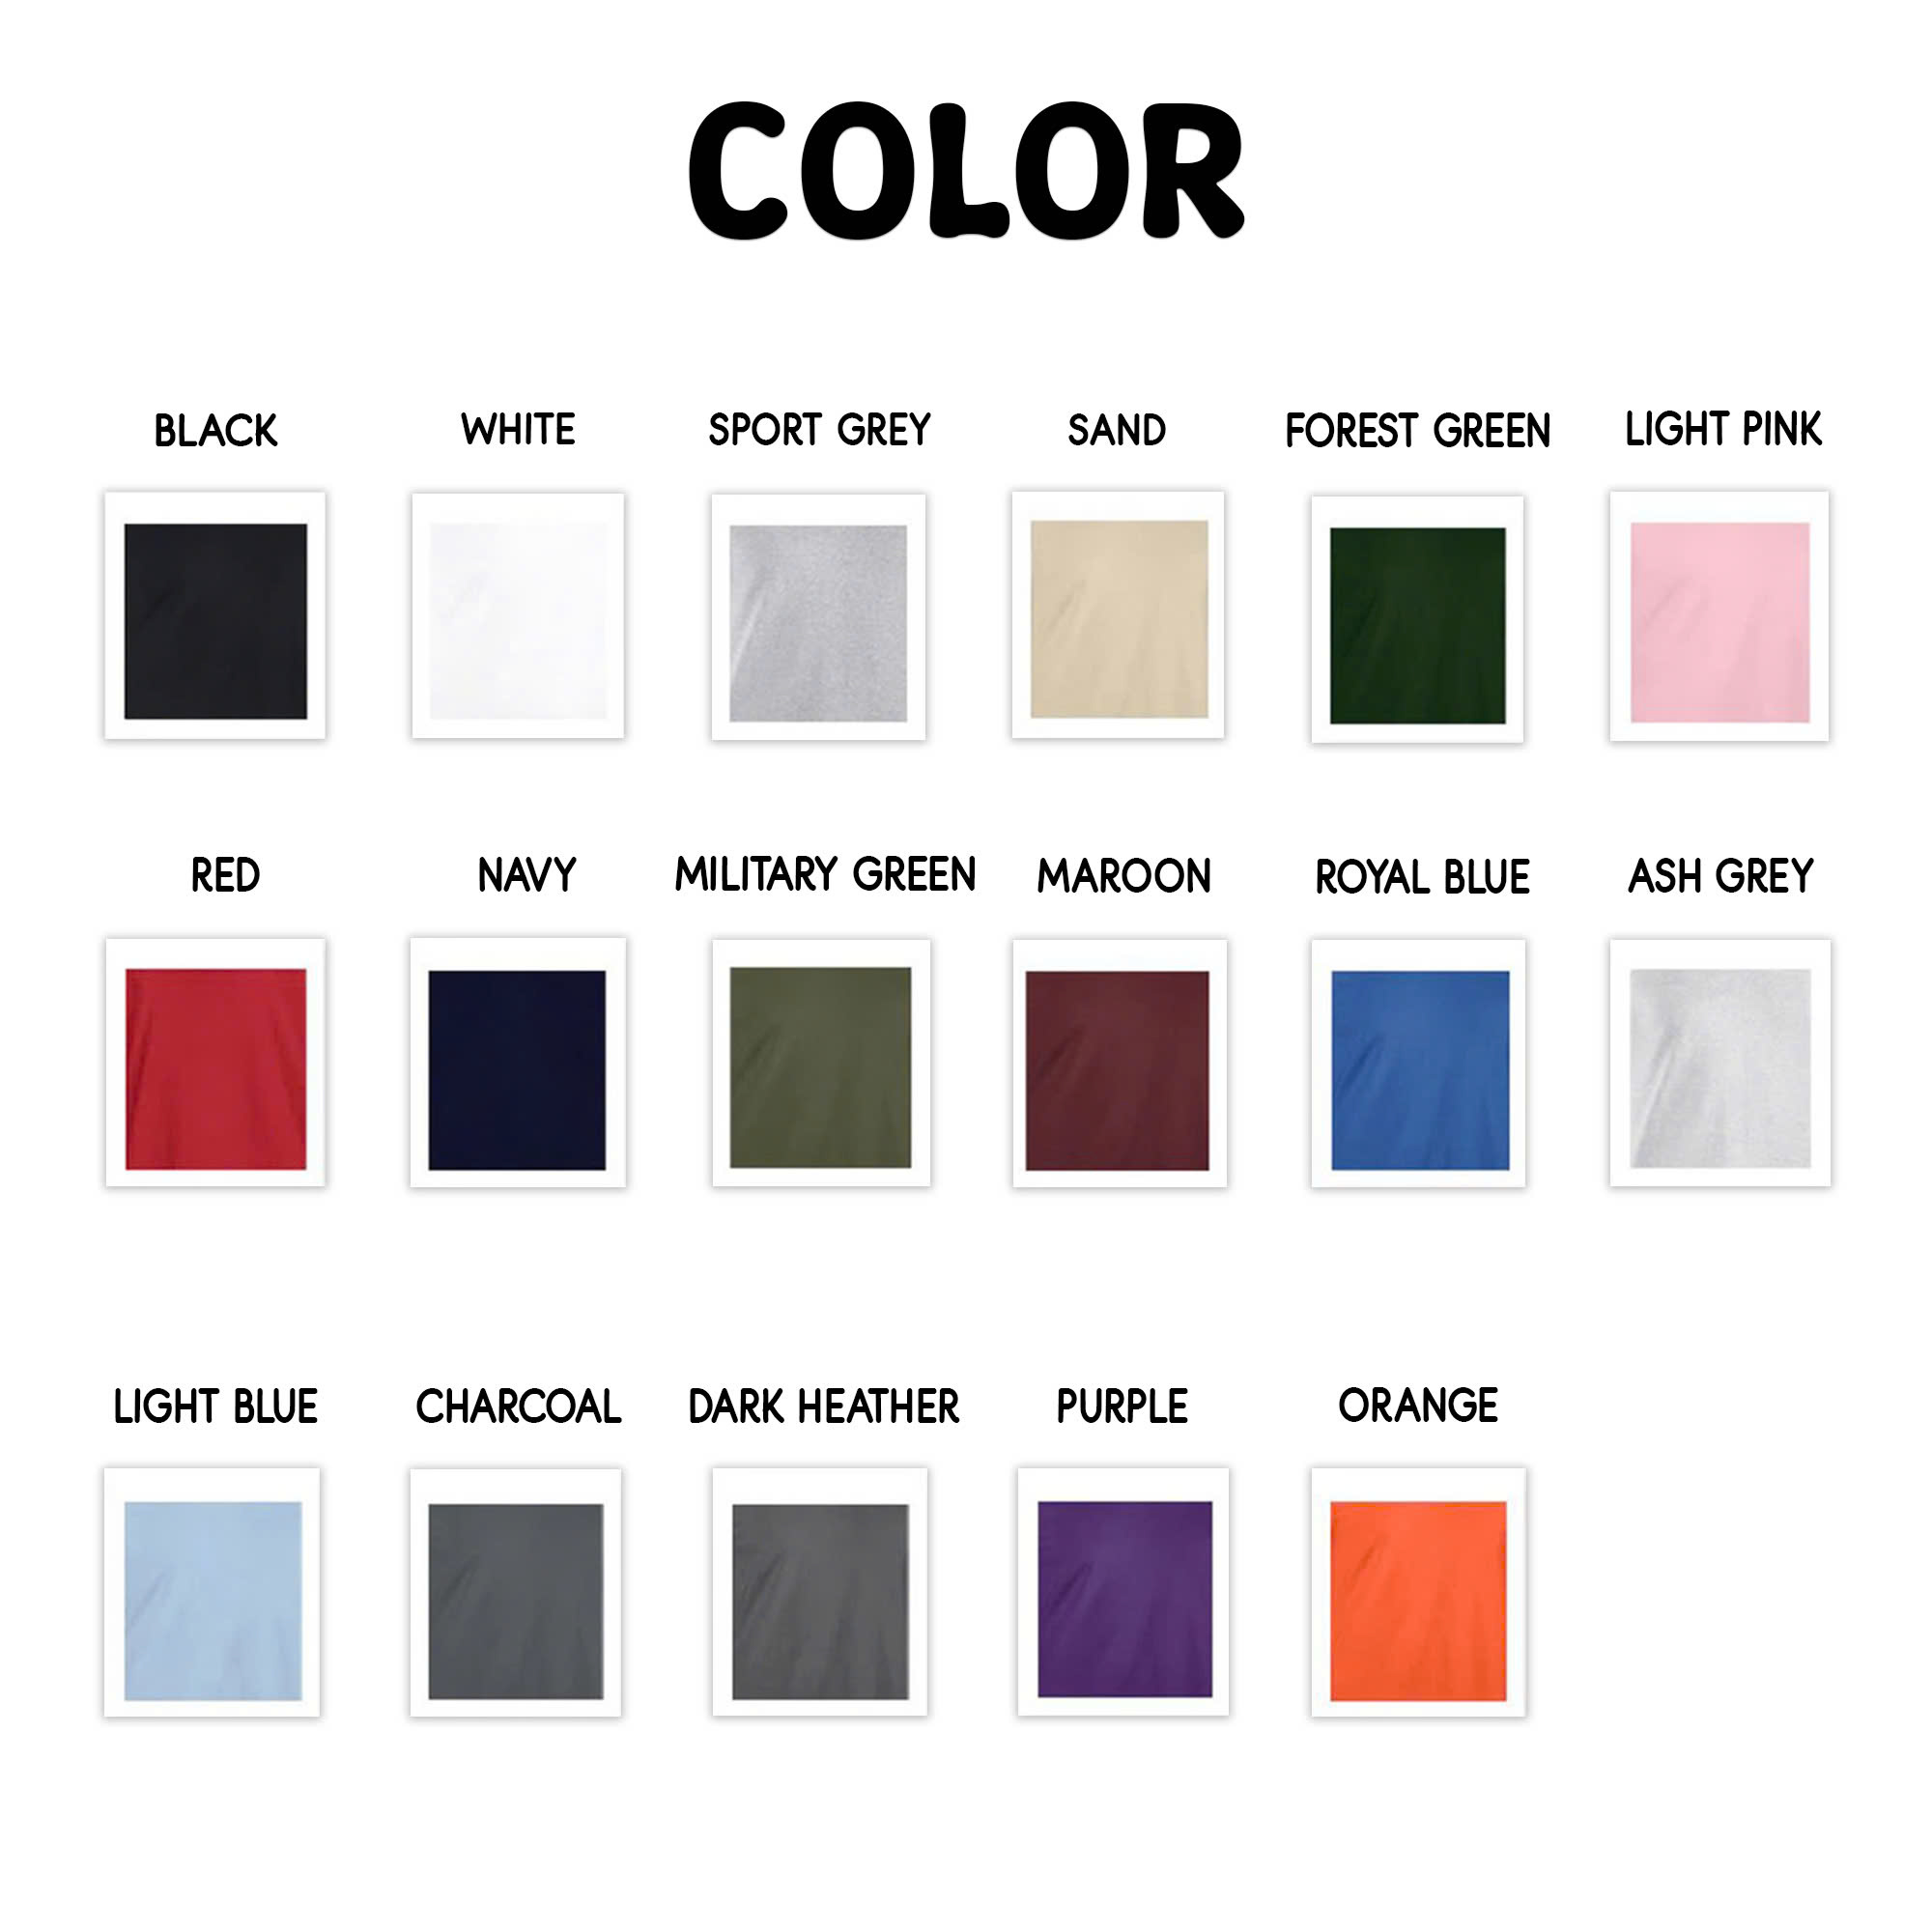 COLOR
BLACK WHITE SPORT GREY SAND FOREST GREEN LIGHT PINK
RED NAVY MILITARY GREEN MAROON ROYAL BLUE ASH GREY
LIGHT BLUE CHARCOAL DARK HEATHER PURPLE ORANGE